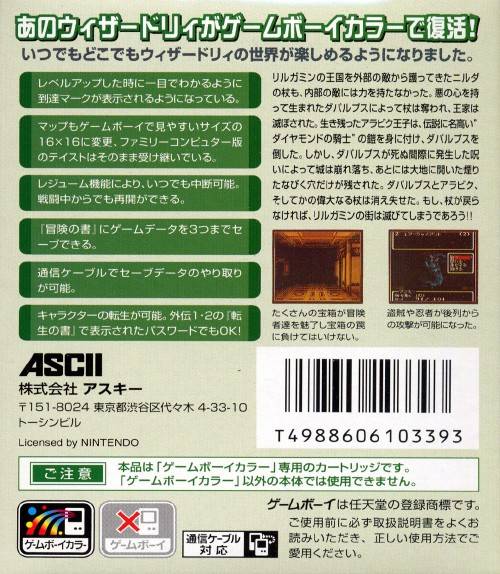 あのウィザードリィがゲームボーイカラーで復活!
いつでもどこでもウィザードリィの世界が楽しめるようになりました。
レベルアップした時に一目でわかるように
到達マークが表示されるようになっている。
マップもゲームボーイで見やすいサイズの
16×16に変更、ファミリーコンピュター版
のテイストはそのまま受け継いでいる。
レジューム機能により、いつでも中断可能。
戦闘中からでも再開ができる。
『冒険の書』にゲームデータを3つまでセ
ーブできる。
通信ケーブルでセーブデータのやり取り
が可能。
キャラクターの転生が可能。外伝1・2の『転
生の書』で表示されたパスワードでもOK!
リルガミンの王国を外部の敵から護ってきたニルダ
の杖も、内部の敵には力を持たなかった。悪の心を持
って生まれたダバルプスによって杖は奪われ、王家は
滅ぼされた。生き残ったアラビク王子は、伝説に名高い"
ダイヤモンドの騎士"の鎧を身に付け、ダバルプスを
倒した。しかし、ダバルプスが死ぬ間際に発生した呪
いによって城は崩れ落ち、あとには大地に開いた煙り
たなびく穴だけが残された。ダバルプスとアラビク、
そしてかの偉大なる杖は消え失せた。もし、杖が戻ら
なければ、リルガミンの街は滅びてしまうであろう!!
たくさんの宝箱が冒険
者達を魅了し宝箱の罠
に負けてはいけない。
盗賊や忍者が後列から
の攻撃が可能になった。
ASCII
株式会社 アスキー
〒151-8024 東京都渋谷区代々木 4-33-10
トーシンビル
Licensed by NINTENDO
T4988606103393
ご注意
本品は「ゲームボーイカラー」専用のカートリッジです。
「ゲームボーイカラー」以外の本体では使用できません。
ゲームボーイカラー
ゲームボーイ
通信ケーブル
対応
ゲームボーイは任天堂の登録商標です。
ご使用前に必ず取扱説明書をよくお
読みいただき、正しい使用方法でご
愛用ください。